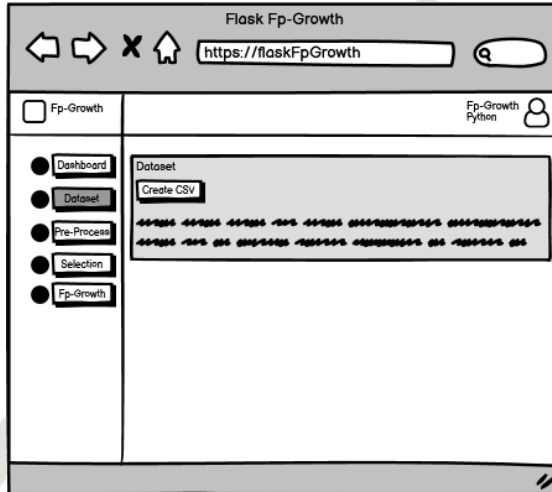 Flask Fp-Growth
https://flaskFpGrowth
Fp-Growth
Fp-Growth
Python
Dashboard
Dataset
Pre-Process
Selection
Fp-Growth
Dataset
Create CSV